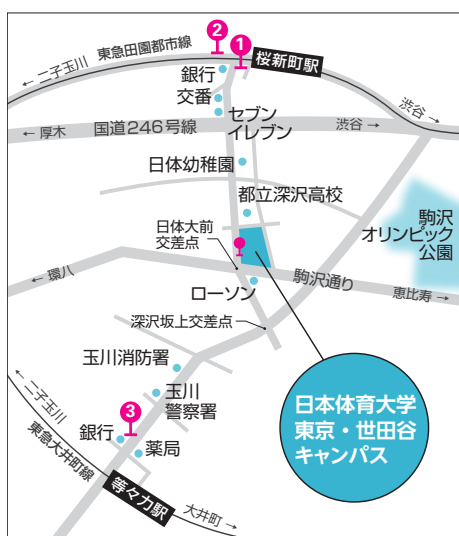 2
1
東急田園都市線
← 二子玉川
桜新町駅
銀行
交番
渋谷 →
セブン
イレブン
← 厚木
国道246号線
渋谷 →
日体幼稚園
都立深沢高校
駒沢
オリンピック
公園
日体大前
交差点
← 環八
駒沢通り
恵比寿 →
ローソン
深沢坂上交差点
玉川消防署
玉川
警察署
3
銀行
薬局
← 二子玉川
東急大井町線
等々力駅
大井町 →
日本体育大学
東京・世田谷
キャンパス